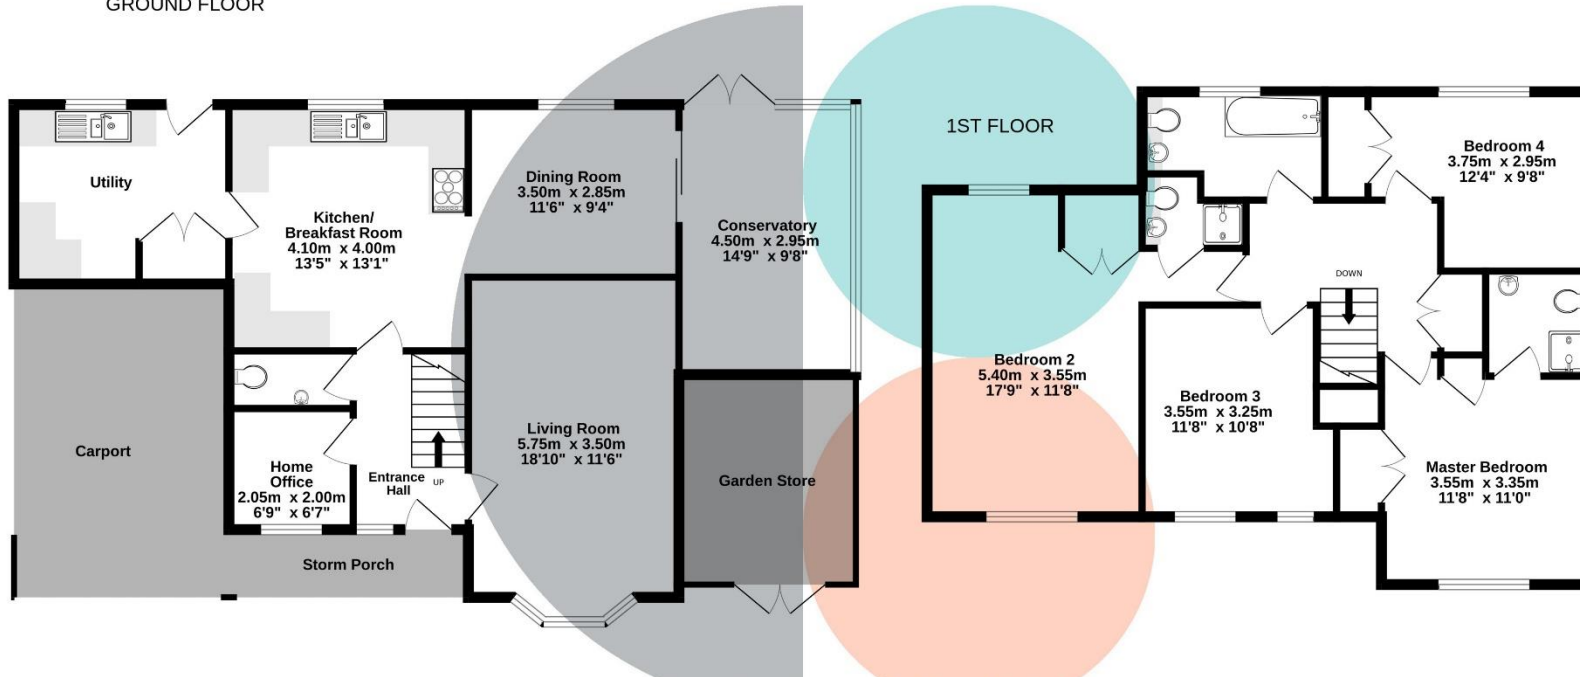 GROUND FLOOR
Utility
Kitchen/
Breakfast Room
4.10m x 4.00m
13'5" x 13'1"
Dining Room
3.50m x 2.85m
11'6" x 9'4"
Conservatory
4.50m x 2.95m
14'9" x 9'8"
Carport
Home
Office
2.05m x 2.00m
6'9" x 6'7"
Entrance
Hall
UP
Living Room
5.75m x 3.50m
18'10" x 11'6"
Garden Store
Storm Porch
1ST FLOOR
Bedroom 4
3.75m x 2.95m
12'4" x 9'8"
DOWN
Bedroom 2
5.40m x 3.55m
17'9" x 11'8"
Bedroom 3
3.55m x 3.25m
11'8" x 10'8"
Master Bedroom
3.55m x 3.35m
11'8" x 11'0"